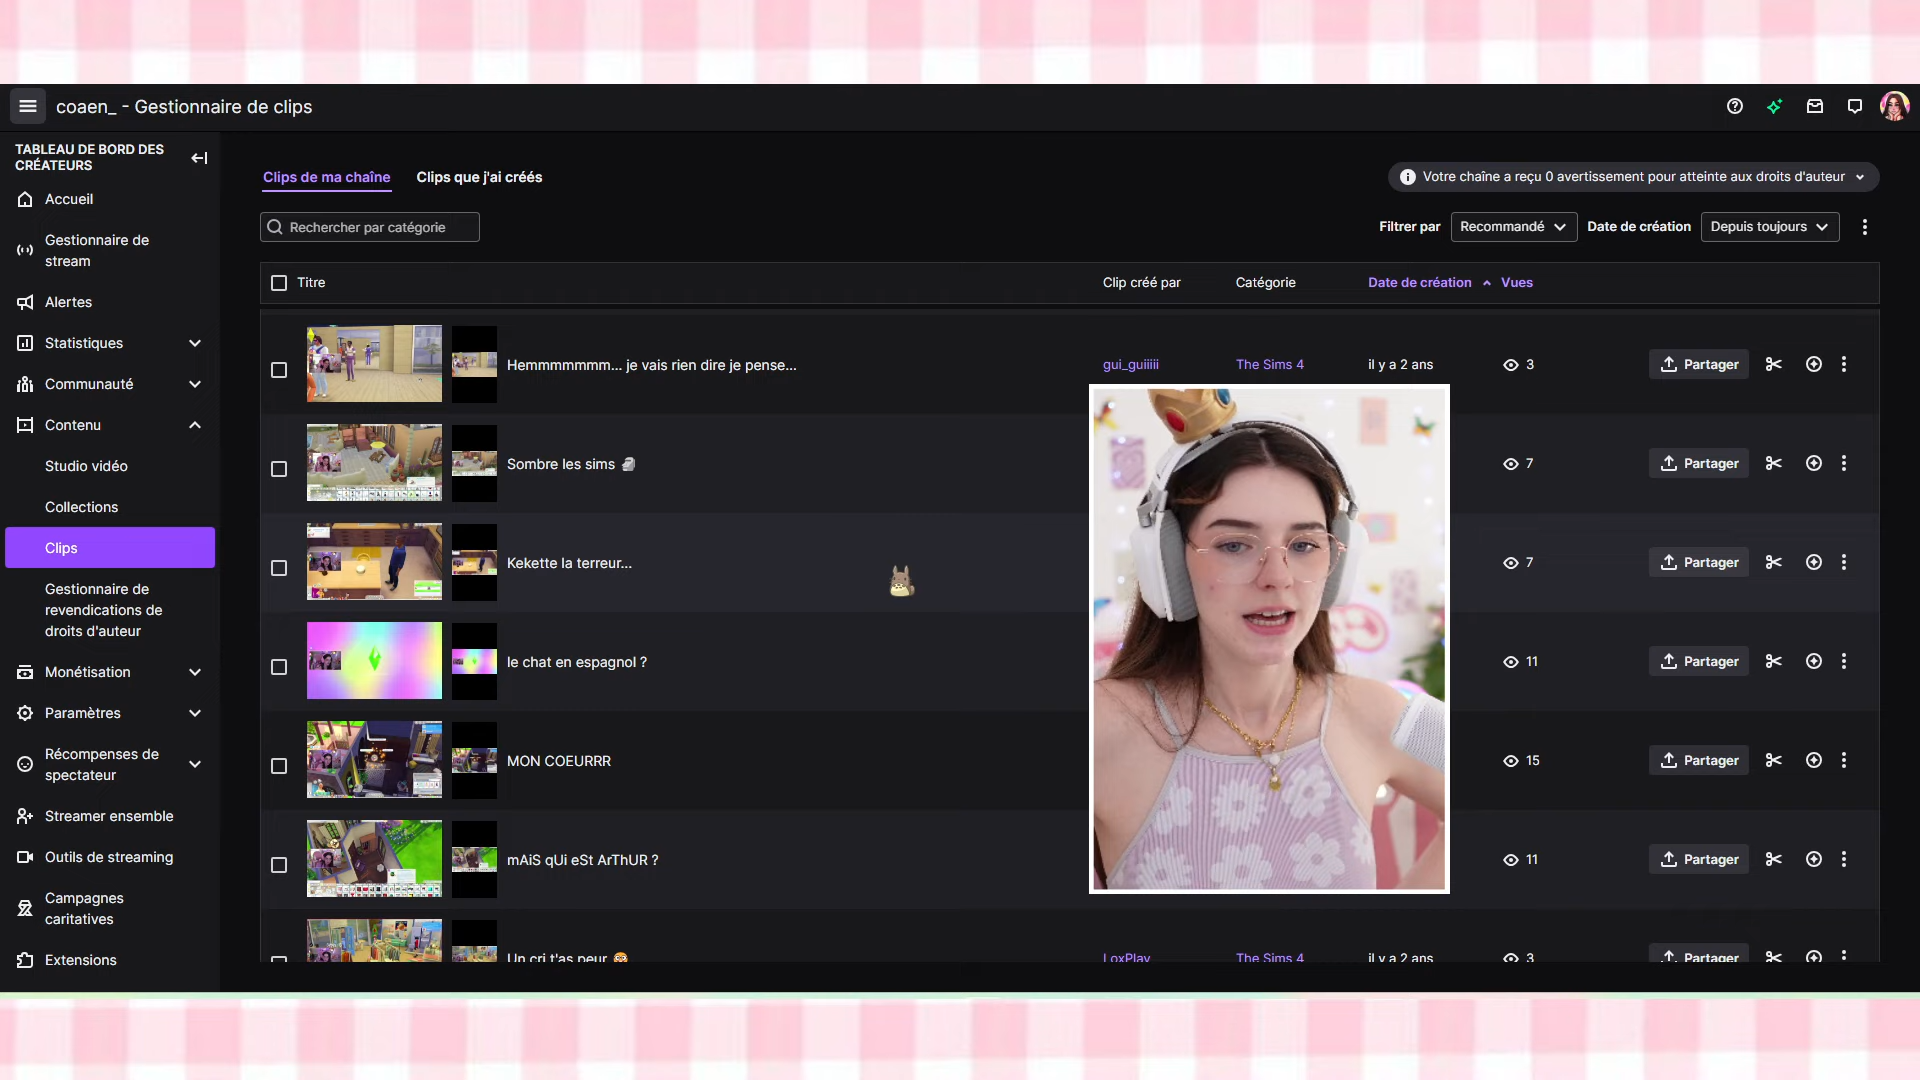 coaen_ - Gestionnaire de clips
TABLEAU DE BORD DES
CRÉATEURS
Accueil
Gestionnaire de
stream
Alertes
Statistiques
Communauté
Contenu
Studio vidéo
Collections
Clips
Gestionnaire de
revendications de
droits d'auteur
Monétisation
Paramètres
Récompenses de
spectateur
Streamer ensemble
Outils de streaming
Campagnes
caritatives
Extensions
Clips de ma chaîne
Clips que j'ai créés
Votre chaîne a reçu 0 avertissement pour atteinte aux droits d'auteur
Rechercher par catégorie
Filtrer par
Recommandé
Date de création
Depuis toujours
Titre
Clip créé par
Catégorie
Date de création
Vues
Hemmmmmmm... je vais rien dire je pense...
gui_guiiiii
The Sims 4
il y a 2 ans
3
Partager
Sombre les sims
7
Partager
Kekette la terreur...
7
Partager
le chat en espagnol ?
11
Partager
MON COEURRR
15
Partager
mAiS qUi eSt ArThUR ?
11
Partager
Un cri t'as peur
LoxPlay
The Sims 4
il y a 2 ans
3
Partager